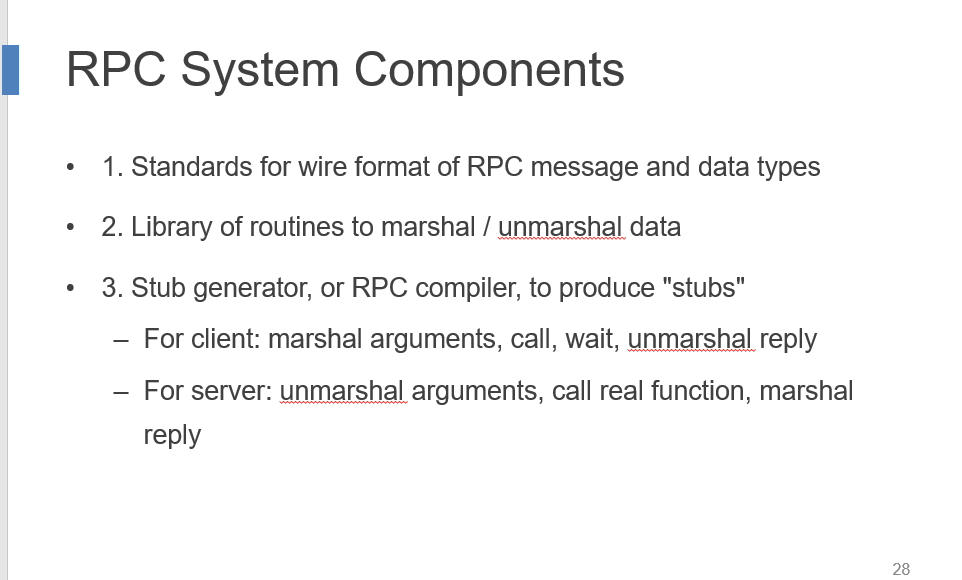 RPC System Components
• 1. Standards for wire format of RPC message and data types
• 2. Library of routines to marshal / unmarshal data
• 3. Stub generator, or RPC compiler, to produce "stubs"
– For client: marshal arguments, call, wait, unmarshal reply
– For server: unmarshal arguments, call real function, marshal
reply
28